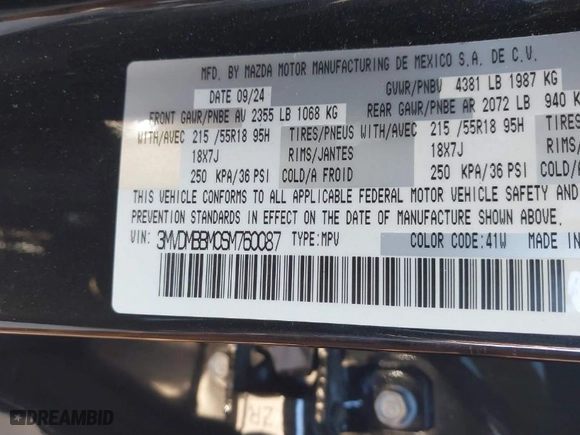 MFD. BY MAZDA MOTOR MANUFACTURING DE MEXICO S.A. DE C.V.
DATE 09/24 GVWR/PNBV 4381 LB 1987 KG
FRONT GAWR/PNBE AV 2355 LB 1068 KG REAR GAWR/PNBE AR 2072 LB 940 K
WITH/AVEC 215 /55R18 95H TIRES/PNEUS WITH/AVEC 215 /55R18 95H
18X7J RIMS/JANTES 18X7J RIMS
250 KPA/36 PSI COLD/A FROID 250 KPA/36 PSI COLD
THIS VEHICLE CONFORMS TO ALL APPLICABLE FEDERAL MOTOR VEHICLE SAFETY AND
PREVENTION STANDARDS IN EFFECT ON THE DATE OF MANUFACTURE SHOWN ABOVE.
VIN: 3MVDMBBM0SM760087 TYPE:MPV COLOR CODE:41W MADE IN
ZR
DREAMBID